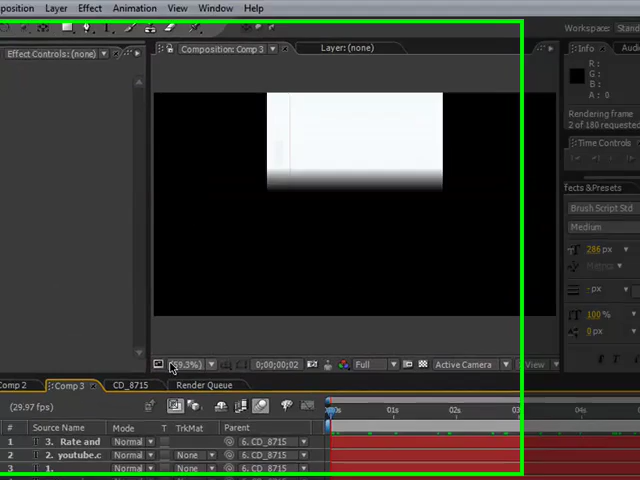 position Layer Effect Animation View Window Help
Workspace: Stand
Effect Controls: (none)
Composition: Comp 3
Layer: (none)
Info
Audi
R :
G :
B :
A : 0
Rendering frame
2 of 180 requested
Time Controls
ffects &Presets
Brush Script Std
Medium
286 px
Metrics
- px
100 %
0 px
(59.3%)
0;00;00;02
Full
Active Camera
View
Comp 2
Comp 3
CD_8715
Render Queue
(29.97 fps)
# Source Name Mode T TrkMat Parent
01s 02s 03s 04s
1 3. Rate and Normal 6. CD_8715
2 2. youtube.c Normal None 6. CD_8715
3 1. Normal None 6. CD_8715